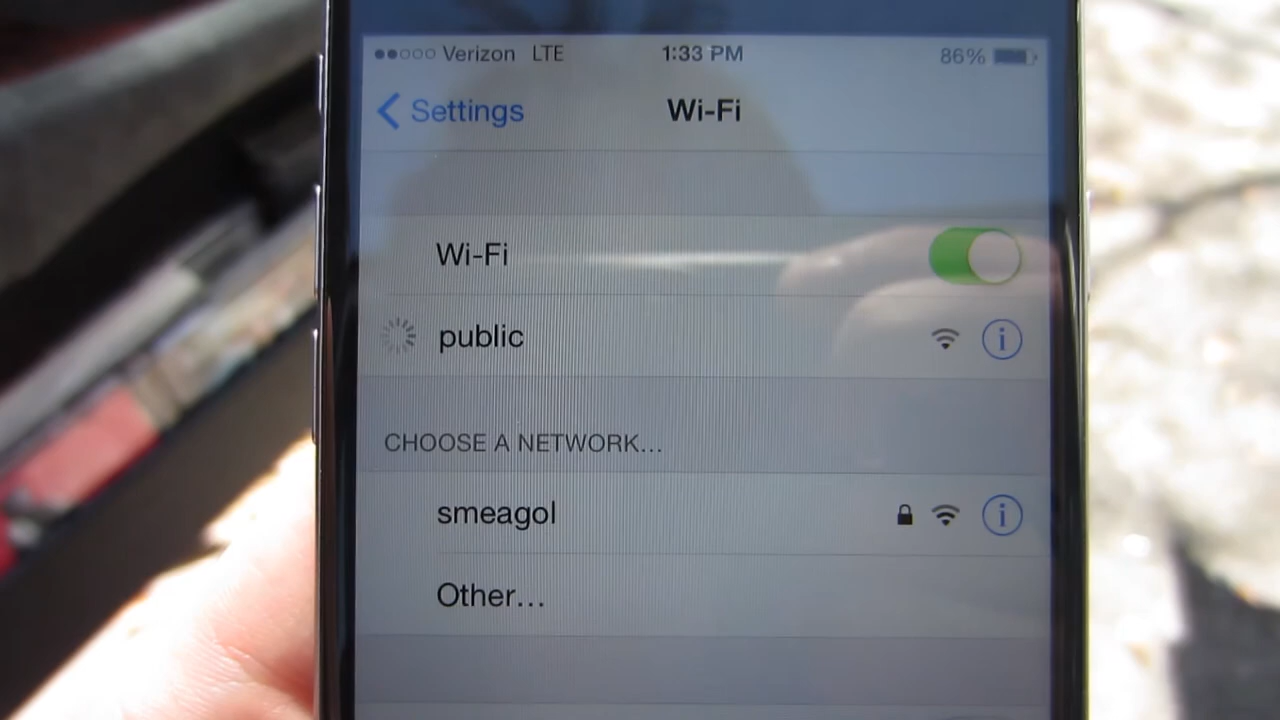 Verizon LTE 1:33 PM 86%
Settings Wi-Fi
Wi-Fi
public
CHOOSE A NETWORK...
smeagol
Other...